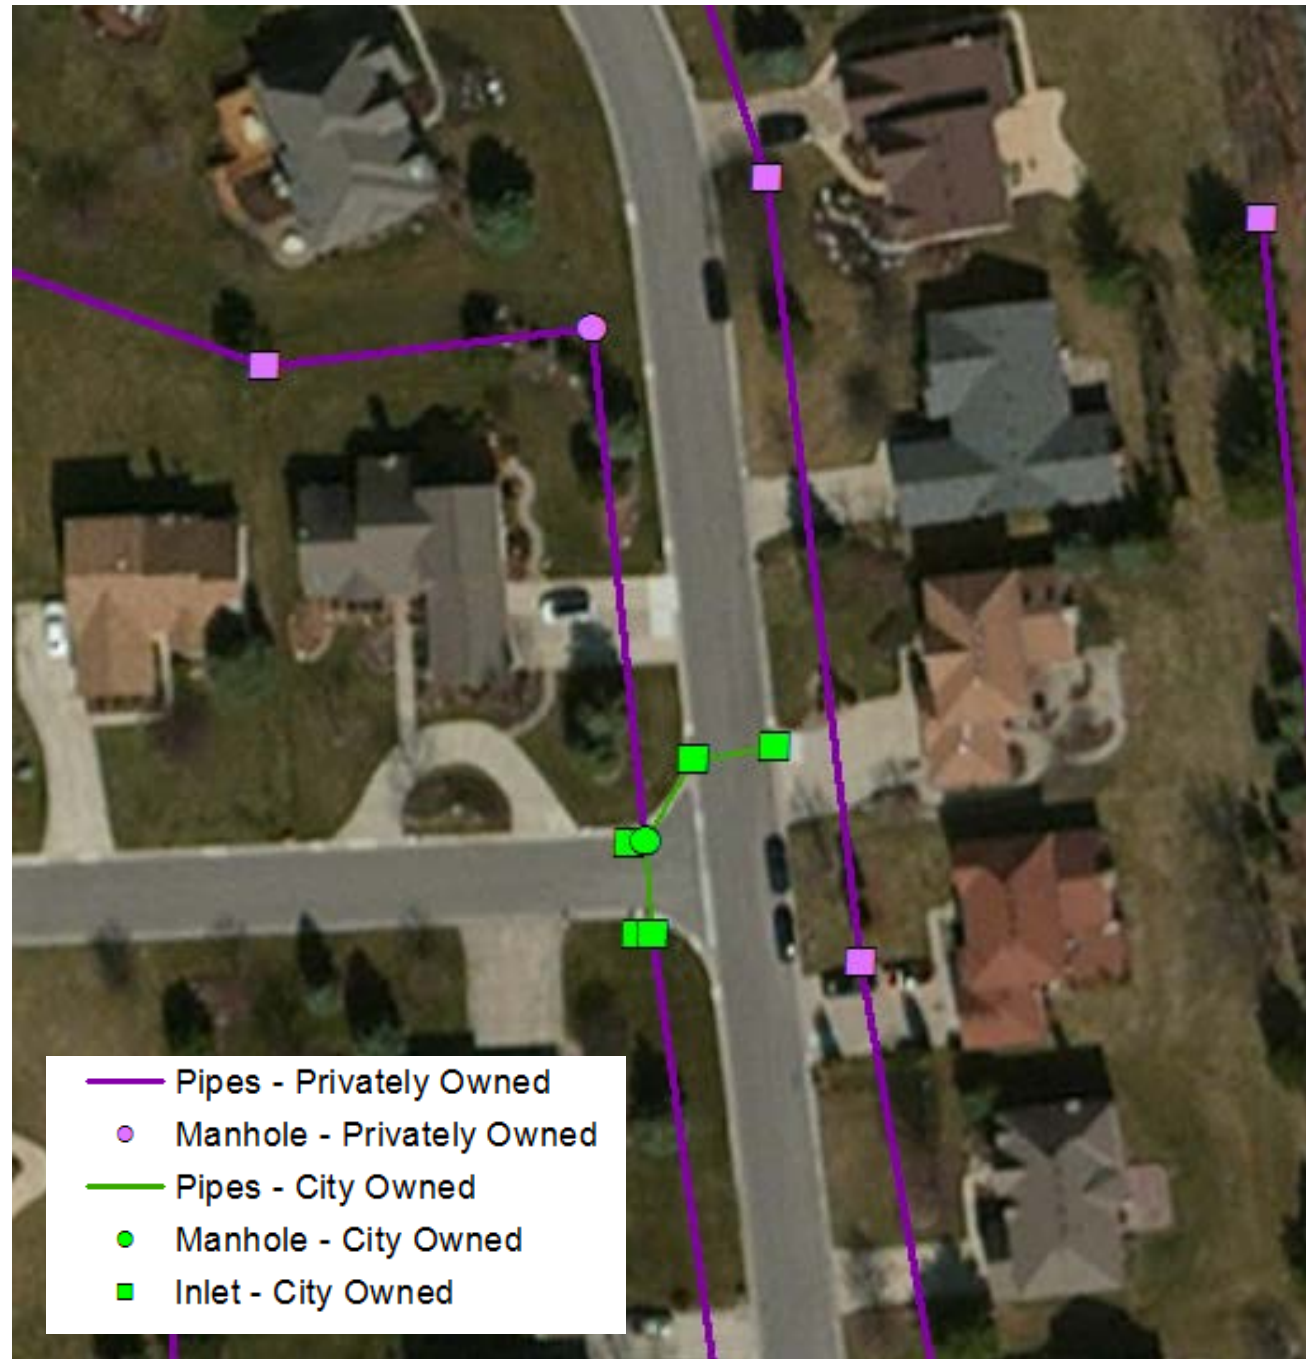 Pipes - Privately Owned
Manhole - Privately Owned
Pipes - City Owned
Manhole - City Owned
Inlet - City Owned